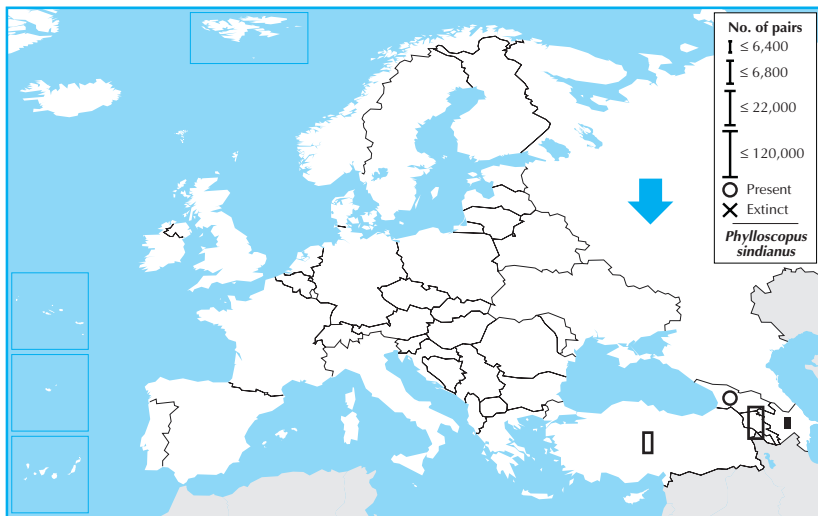 No. of pairs
≤ 6,400
≤ 6,800
≤ 22,000
≤ 120,000
Present
Extinct
Phylloscopus
sindianus